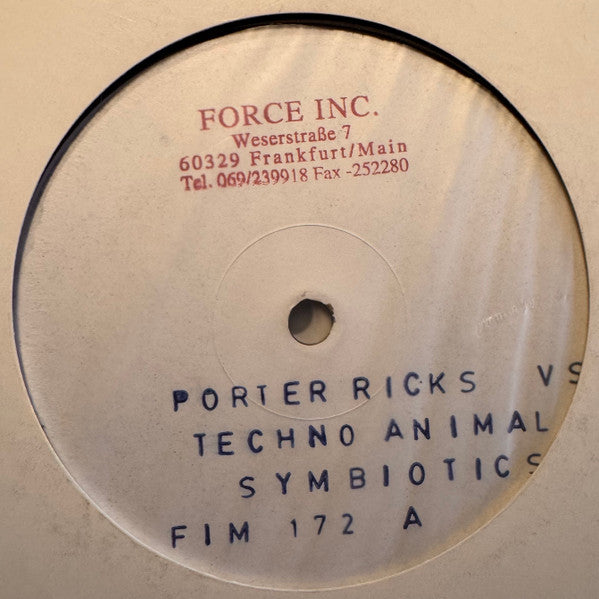 FORCE INC.
Weserstraße 7
60329 Frankfurt/Main
Tel. 069/239918 Fax -252280
PORTER RICKS VS
TECHNO ANIMAL
SYMBIOTICS
FIM 172 A